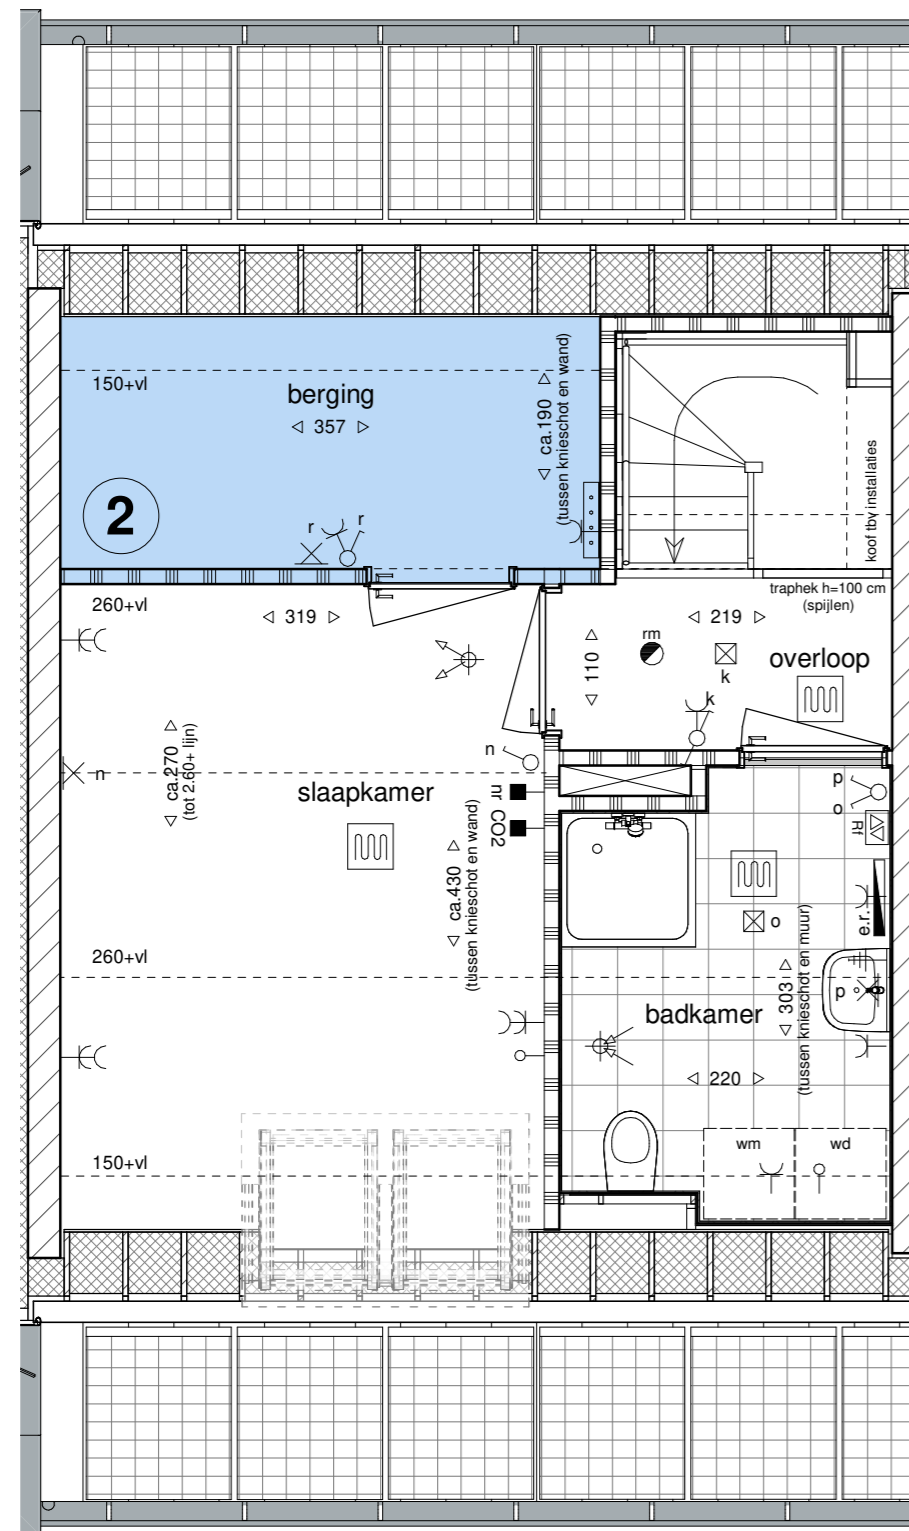 150+vl
berging
◁ 357 ▷
◁ ca.190 ▷
(tussen knieschot en wand)
koof tbv installaties
2
r
r
traphek h=100 cm
(spijlen)
260+vl
◁ 319 ▷
◁ 110 ▷
rm
◁ 219 ▷
k
overloop
k
◁ ca.270 ▷
(tot 2.60+ lijn)
n
n
slaapkamer
nr
CO2
◁ ca.430 ▷
(tussen knieschot en wand)
p
o
Rf
o
e.r.
260+vl
◁ 303 ▷
(tussen knieschot en muur)
p
badkamer
◁ 220 ▷
150+vl
wm
wd